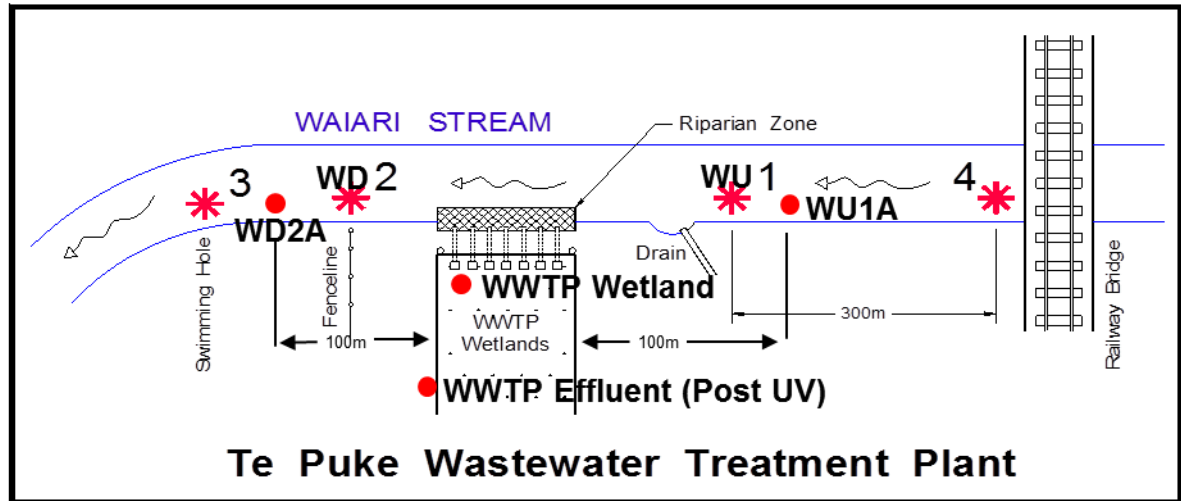 WAIARI STREAM
Riparian Zone
3
WD 2
WU 1
4
WD2A
WU1A
Swimming Hole
Fenceline
Drain
Railway Bridge
WWTP Wetland
WWTP
Wetlands
300m
100m
100m
WWTP Effluent (Post UV)
Te Puke Wastewater Treatment Plant